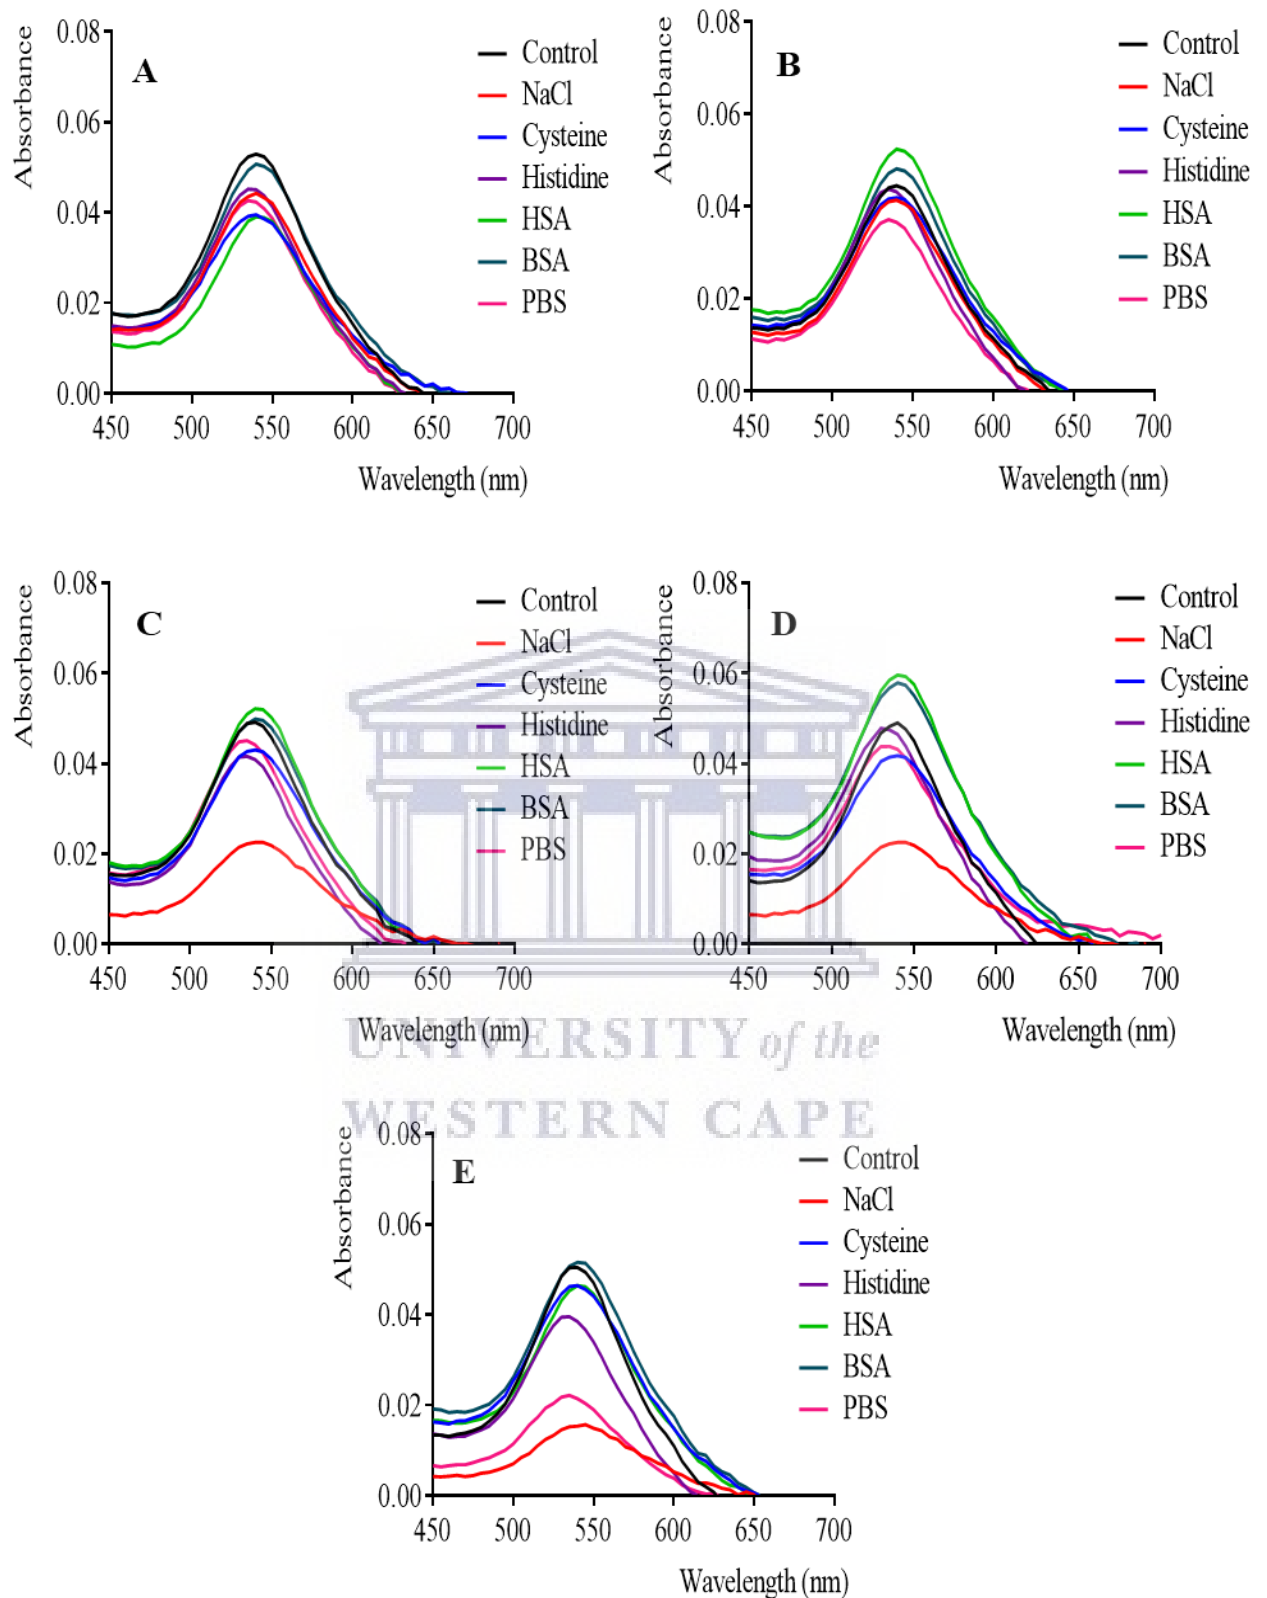 A
Absorbance
0.08
0.06
0.04
0.02
0.00
450 500 550 600 650 700
Wavelength (nm)
Control
NaCl
Cysteine
Histidine
HSA
BSA
PBS
B
Absorbance
0.08
0.06
0.04
0.02
0.00
450 500 550 600 650 700
Wavelength (nm)
Control
NaCl
Cysteine
Histidine
HSA
BSA
PBS
C
Absorbance
0.08
0.06
0.04
0.02
0.00
450 500 550 600 650 700
Wavelength (nm)
Control
NaCl
Cysteine
Histidine
HSA
BSA
PBS
D
Absorbance
0.08
0.06
0.04
0.02
0.00
450 500 550 600 650 700
Wavelength (nm)
Control
NaCl
Cysteine
Histidine
HSA
BSA
PBS
UNIVERSITY of the
WESTERN CAPE
E
Absorbance
0.08
0.06
0.04
0.02
0.00
450 500 550 600 650 700
Wavelength (nm)
Control
NaCl
Cysteine
Histidine
HSA
BSA
PBS